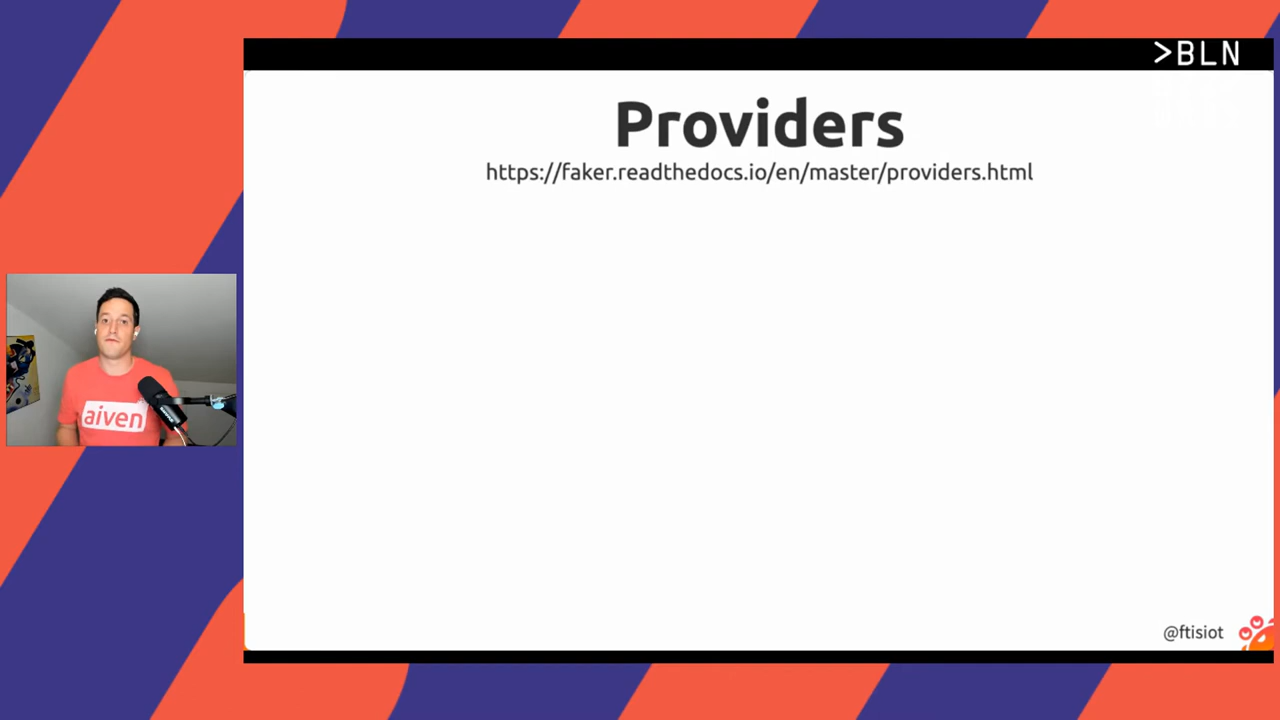 >BLN
Providers
https://faker.readthedocs.io/en/master/providers.html
aiven
@ftisiot